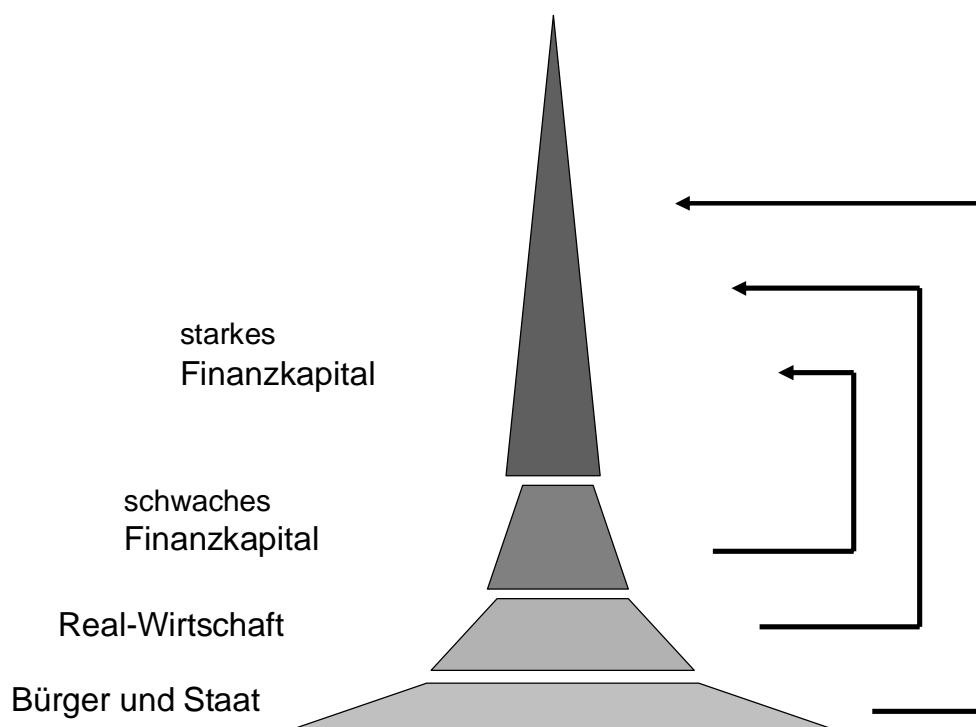 starkes
Finanzkapital
schwaches
Finanzkapital
Real-Wirtschaft
Bürger und Staat